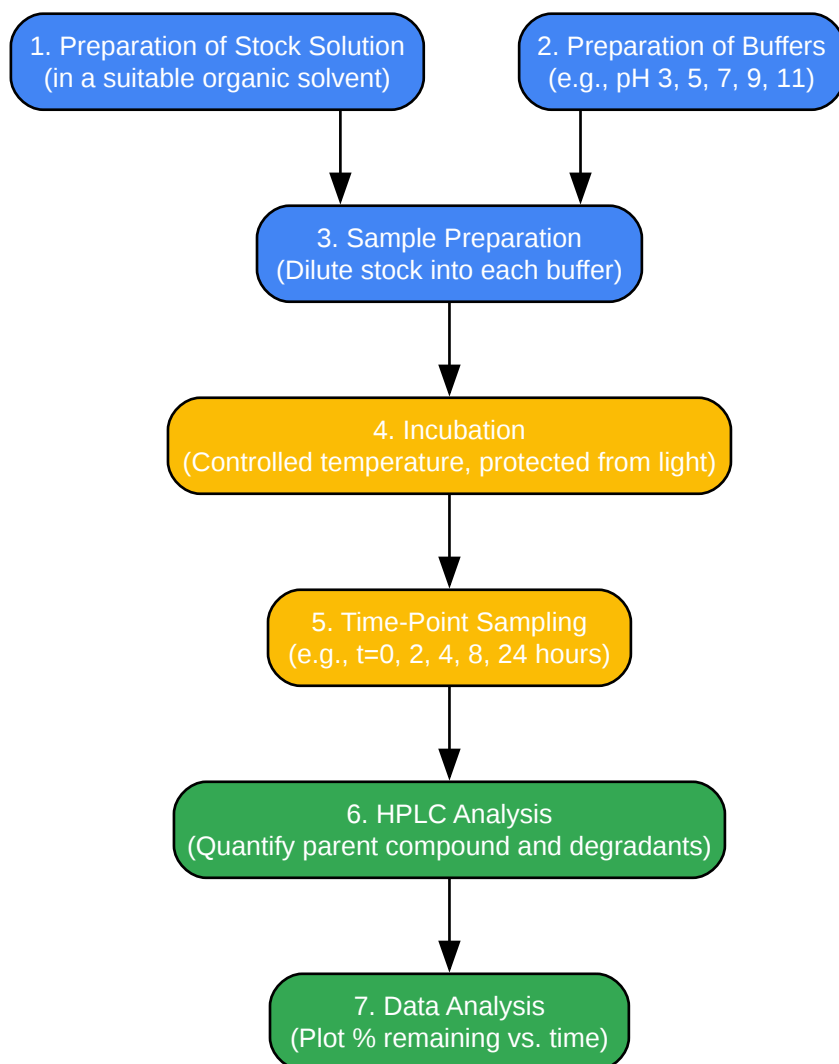 1. Preparation of Stock Solution
(in a suitable organic solvent)
2. Preparation of Buffers
(e.g., pH 3, 5, 7, 9, 11)
3. Sample Preparation
(Dilute stock into each buffer)
4. Incubation
(Controlled temperature, protected from light)
5. Time-Point Sampling
(e.g., t=0, 2, 4, 8, 24 hours)
6. HPLC Analysis
(Quantify parent compound and degradants)
7. Data Analysis
(Plot % remaining vs. time)